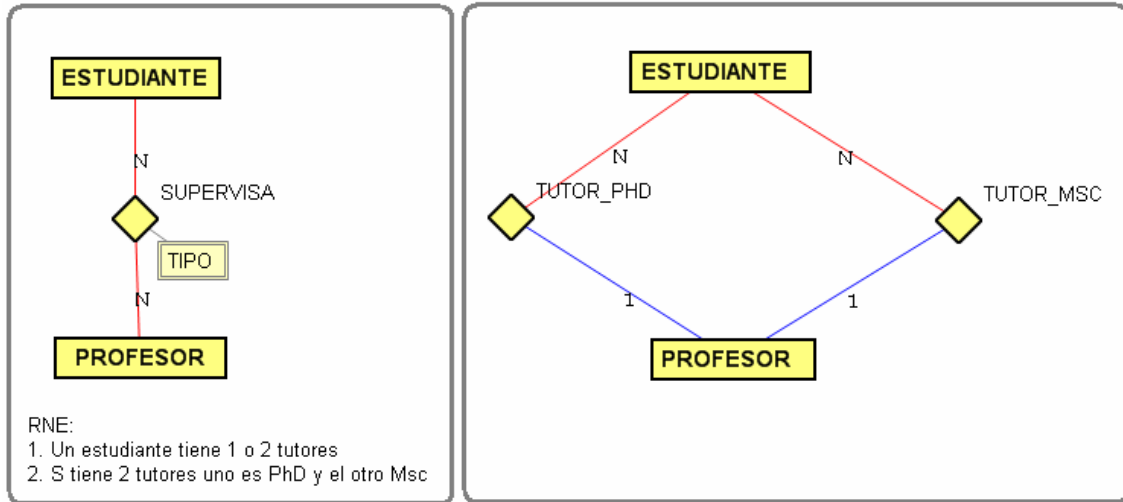 ESTUDIANTE
N
SUPERVISA
TIPO
N
PROFESOR
RNE:
1. Un estudiante tiene 1 o 2 tutores
2. S tiene 2 tutores uno es PhD y el otro Msc
ESTUDIANTE
N
N
TUTOR_PHD
TUTOR_MSC
1
1
PROFESOR